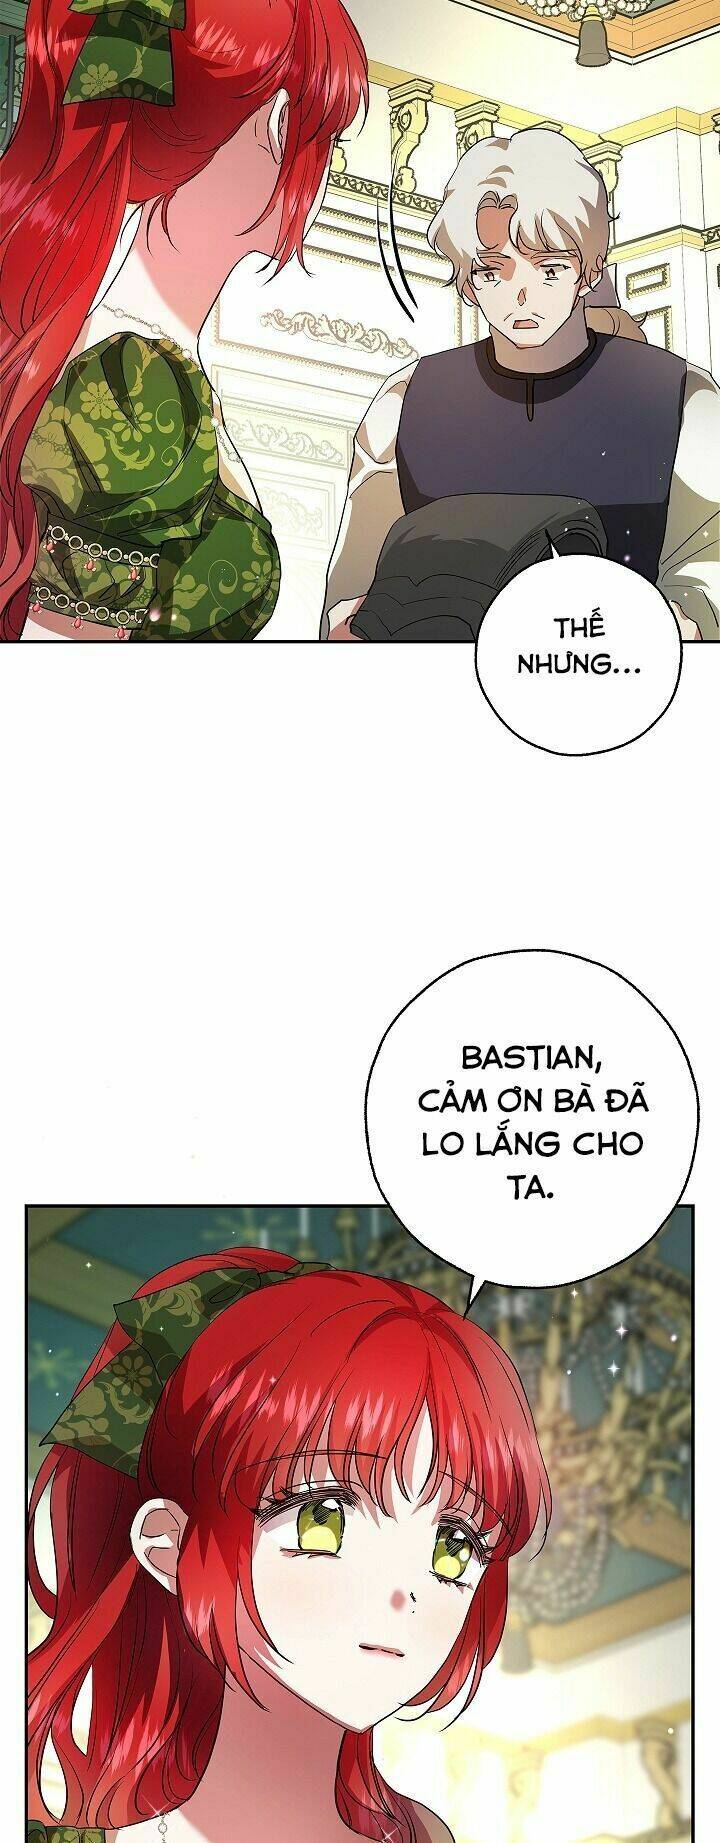 THẾ
NHƯNG...
BASTIAN,
CẢM ƠN BÀ ĐÃ
LO LẮNG CHO
TA.